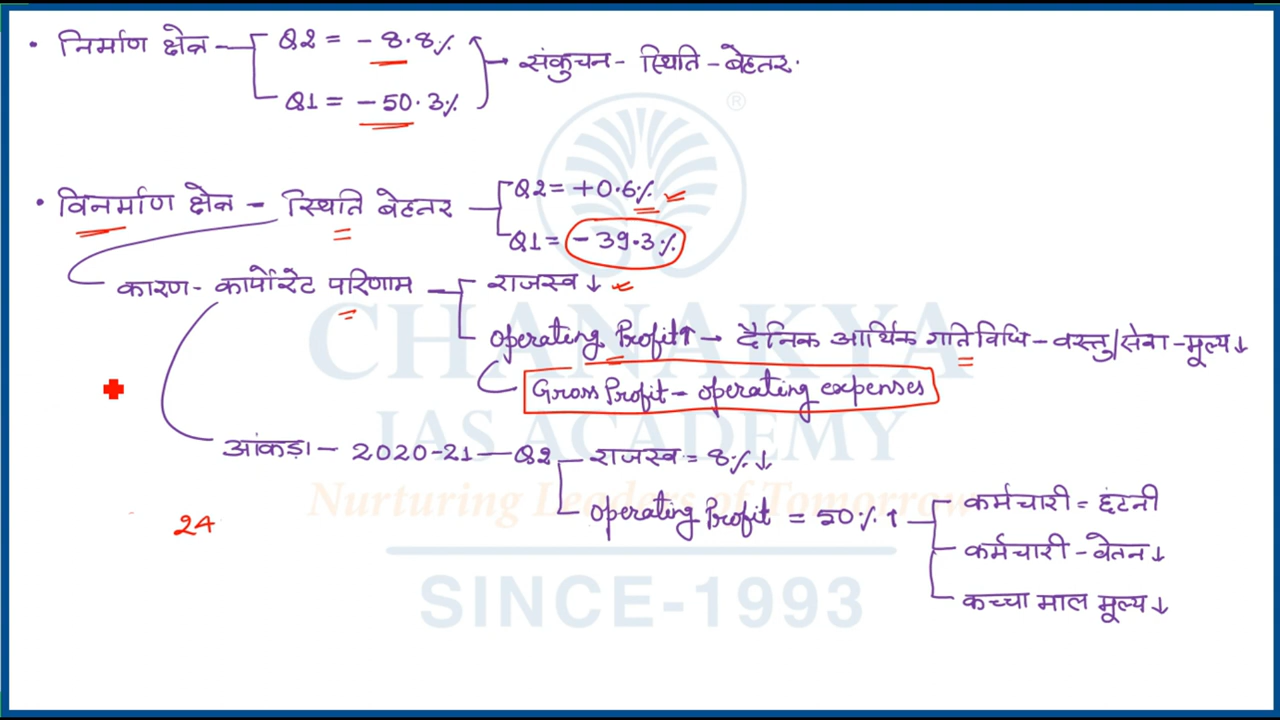 • निर्माण क्षेत्र - Q2 = - 8.8%
Q1 = - 50.3% → संकुचन - स्थिति - बेहतर.
• विनर्माण क्षेत्र - स्थिति बेहतर - Q2 = +0.6%
Q1 = - 39.3%
कारण - कार्पोरेट परिणाम - राजस्व ↓
Operating Profit↑ → दैनिक आर्थिक गतिविधि - वस्तु/सेवा - मूल्य↓
Gross Profit - operating expenses
आंकड़ा - 2020-21 - Q2 - राजस्व = 8%↓
Operating Profit = 50%↑ - कर्मचारी = छंटनी
कर्मचारी - वेतन↓
कच्चा माल मूल्य↓
24
®
CHANAKYA
IAS ACADEMY
Nurturing Leaders of Tomorrow
SINCE-1993